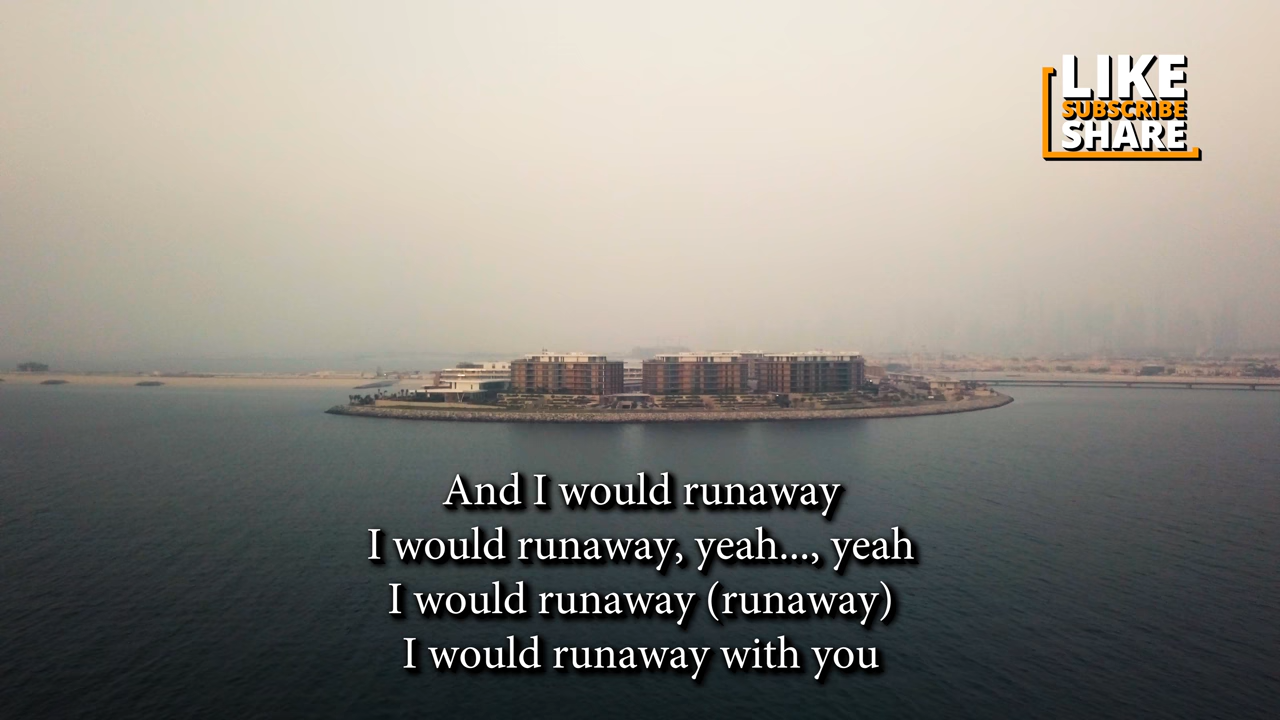 LIKE
SUBSCRIBE
SHARE
And I would runaway
I would runaway, yeah..., yeah
I would runaway (runaway)
I would runaway with you